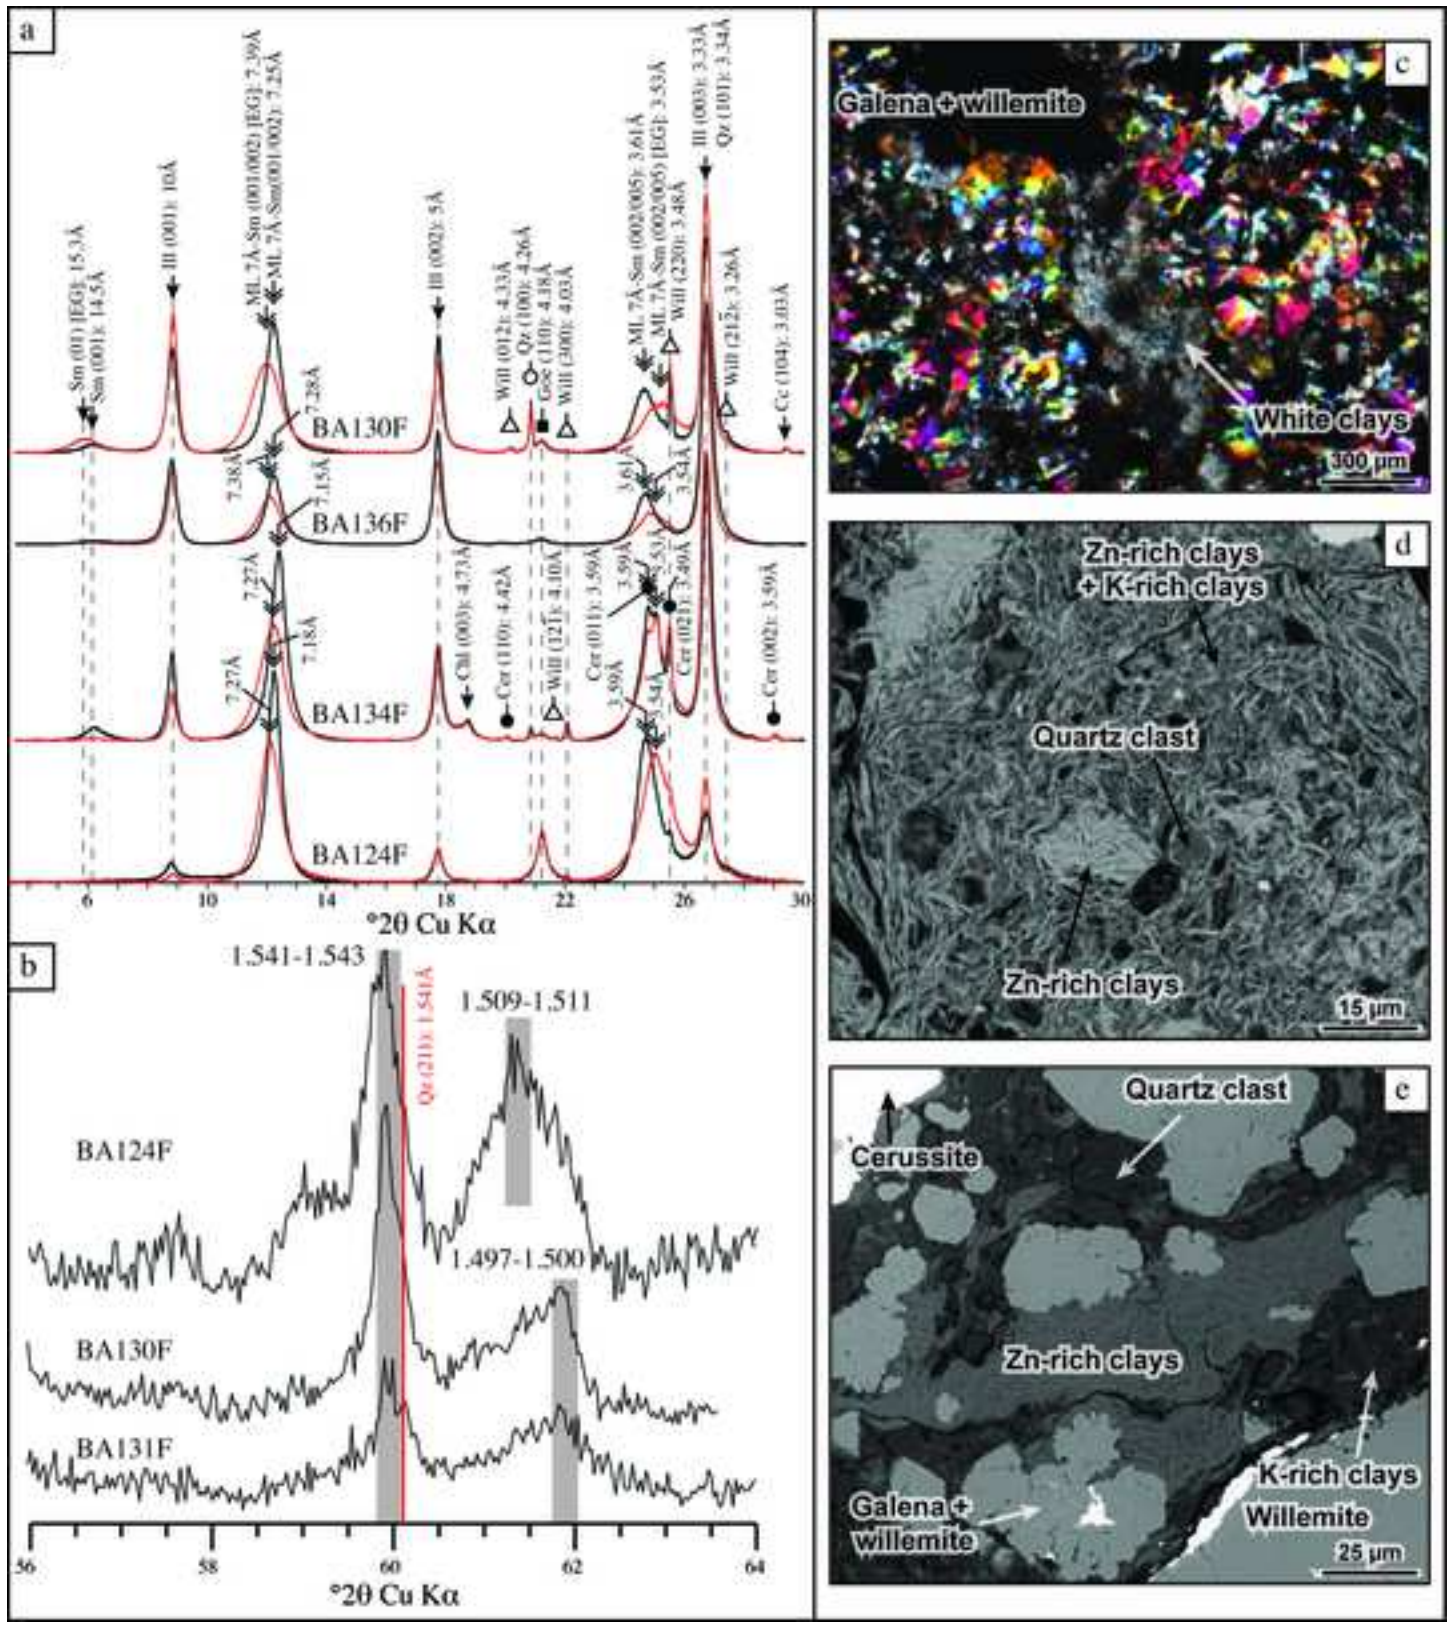 a
Sm (01) [EG]: 15.3Å
Sm (001): 14.5Å
Ill (001): 10Å
ML 7Å-Sm (001/002) [EG]: 7.39Å
ML 7Å-Sm(001/002): 7.25Å
Ill (002): 5Å
Will (012): 4.33Å
Qz (100): 4.26Å
Goe (110): 4.18Å
Will (300): 4.03Å
ML 7Å-Sm (002/005): 3.61Å
ML 7Å-Sm (002/005) [EG]: 3.53Å
Will (220): 3.48Å
Ill (003): 3.33Å
Qz (101): 3.34Å
Will (212̄): 3.26Å
Cc (104): 3.03Å
7.28Å
BA130F
7.38Å
7.15Å
3.61Å
3.54Å
BA136F
7.27Å
7.18Å
Chl (003): 4.73Å
Cer (110): 4.42Å
Will (121̄): 4.10Å
Cer (011): 3.59Å
3.59Å
3.53Å
Cer (021): 3.49Å
Cer (002): 3.59Å
BA134F
7.27Å
3.59Å
3.54Å
BA124F
6
10
14
18
22
26
30
°2θ Cu Kα
b
1.541-1.543
Qz (211): 1.541Å
1.509-1.511
BA124F
1.497-1.500
BA130F
BA131F
56
58
60
62
64
°2θ Cu Kα
c
Galena + willemite
White clays
300 µm
d
Zn-rich clays
+ K-rich clays
Quartz clast
Zn-rich clays
15 µm
e
Quartz clast
Cerussite
Zn-rich clays
K-rich clays
Galena +
willemite
Willemite
25 µm